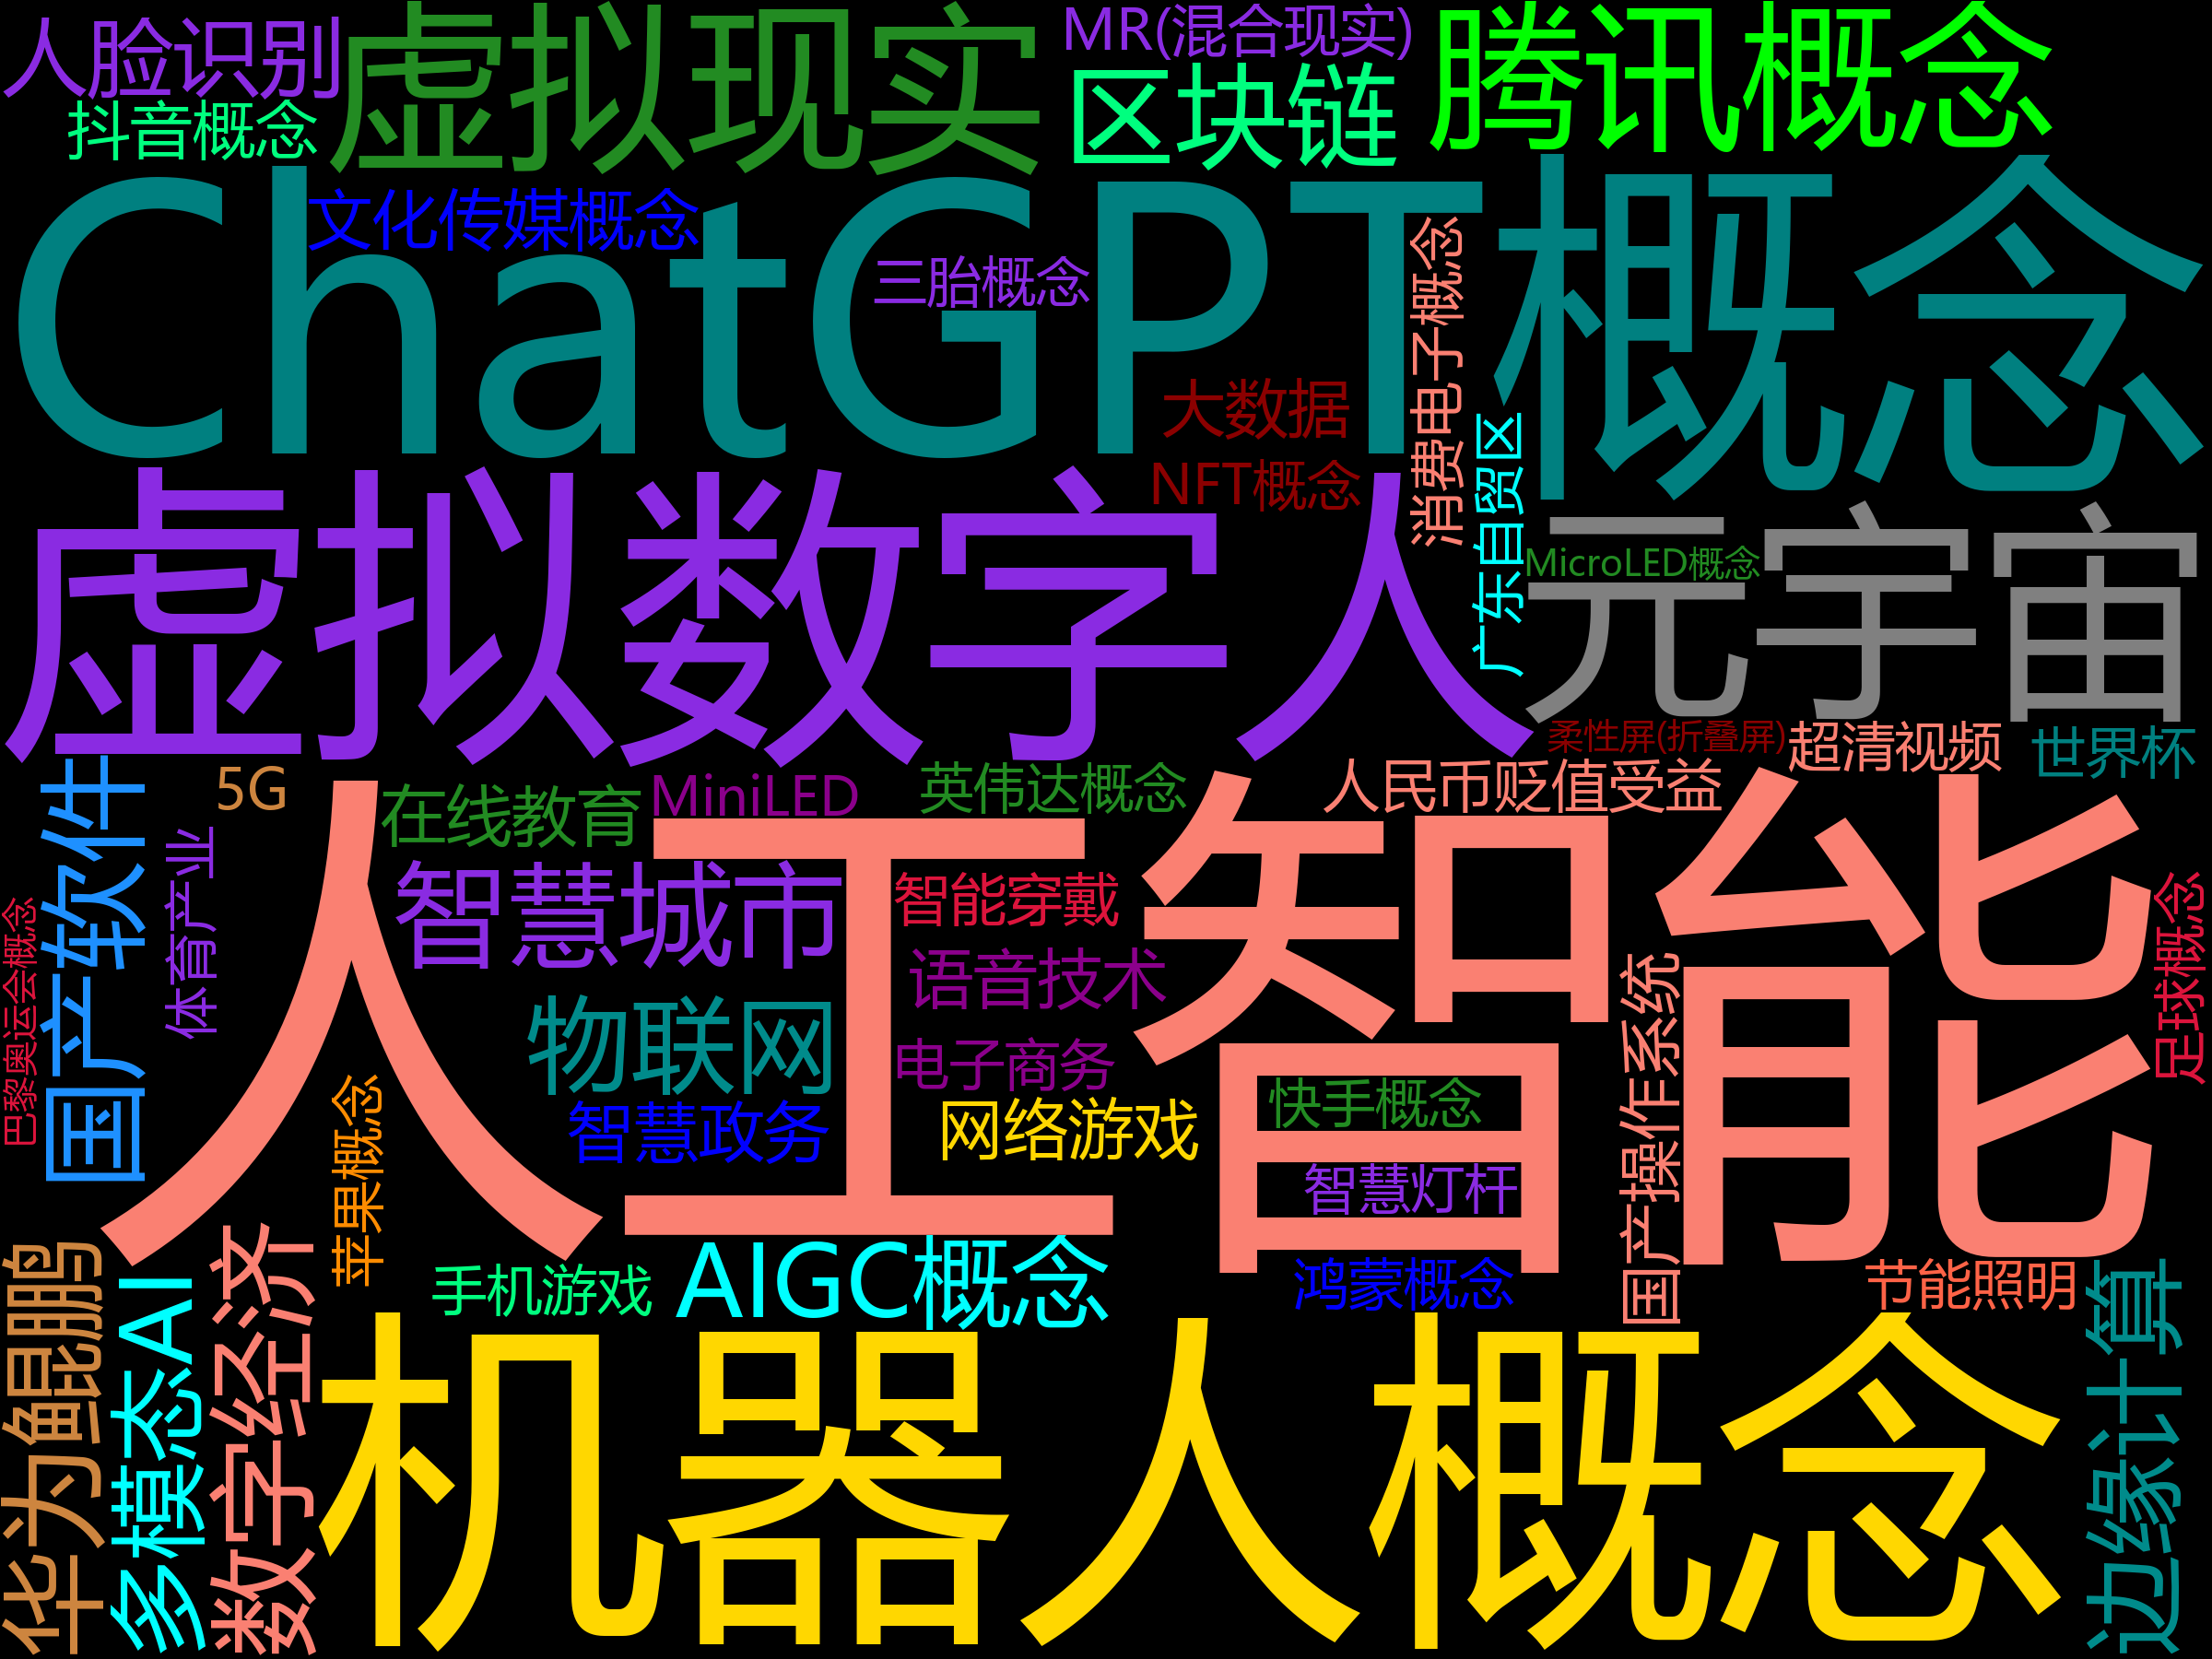 人脸识别
抖音概念
虚拟现实
MR(混合现实)
区块链
腾讯概念
文化传媒概念
三胎概念
ChatGPT概念
大数据
NFT概念
消费电子概念
广东自贸区
虚拟数字人
元宇宙
MicroLED概念
柔性屏(折叠屏)
超清视频
世界杯
5G
国产软件
体育产业
巴黎奥运会概念
在线教育
MiniLED
英伟达概念
人民币贬值受益
智慧城市
智能穿戴
语音技术
物联网
电子商务
智慧政务
网络游戏
人工智能
快手概念
智慧灯杆
国产操作系统
足球概念
苹果概念
手机游戏
AIGC概念
鸿蒙概念
节能照明
华为鲲鹏
多模态AI
数字经济
机器人概念
边缘计算